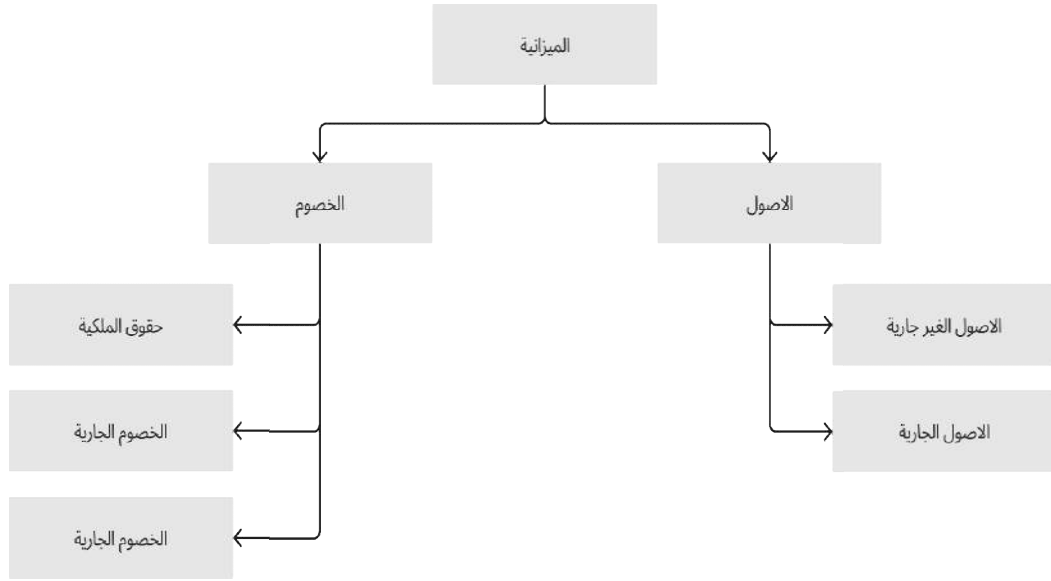 الميزانية
الاصول
الخصوم
الاصول الغير جارية
حقوق الملكية
الاصول الجارية
الخصوم الجارية
الخصوم الجارية